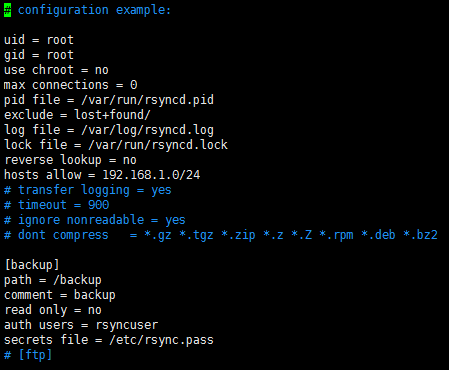 # configuration example:
uid = root
gid = root
use chroot = no
max connections = 0
pid file = /var/run/rsyncd.pid
exclude = lost+found/
log file = /var/log/rsyncd.log
lock file = /var/run/rsyncd.lock
reverse lookup = no
hosts allow = 192.168.1.0/24
# transfer logging = yes
# timeout = 900
# ignore nonreadable = yes
# dont compress   = *.gz *.tgz *.zip *.z *.Z *.rpm *.deb *.bz2
[backup]
path = /backup
comment = backup
read only = no
auth users = rsyncuser
secrets file = /etc/rsync.pass
# [ftp]